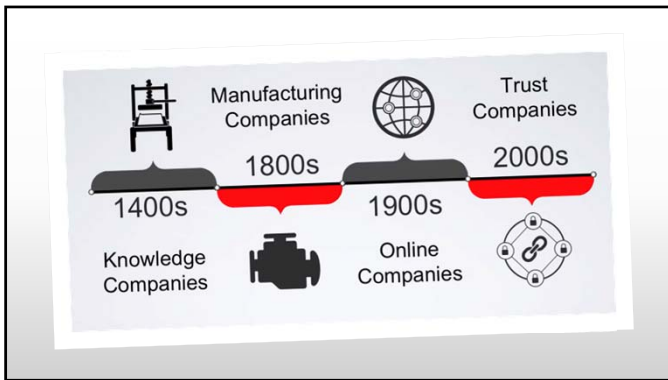 Manufacturing
Companies
Trust
Companies
1800s
2000s
1400s
1900s
Knowledge
Companies
Online
Companies